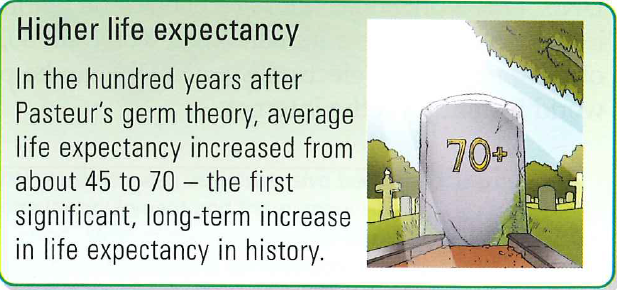 Higher life expectancy
In the hundred years after
Pasteur's germ theory, average
life expectancy increased from
about 45 to 70 – the first
significant, long-term increase
in life expectancy in history.
70+